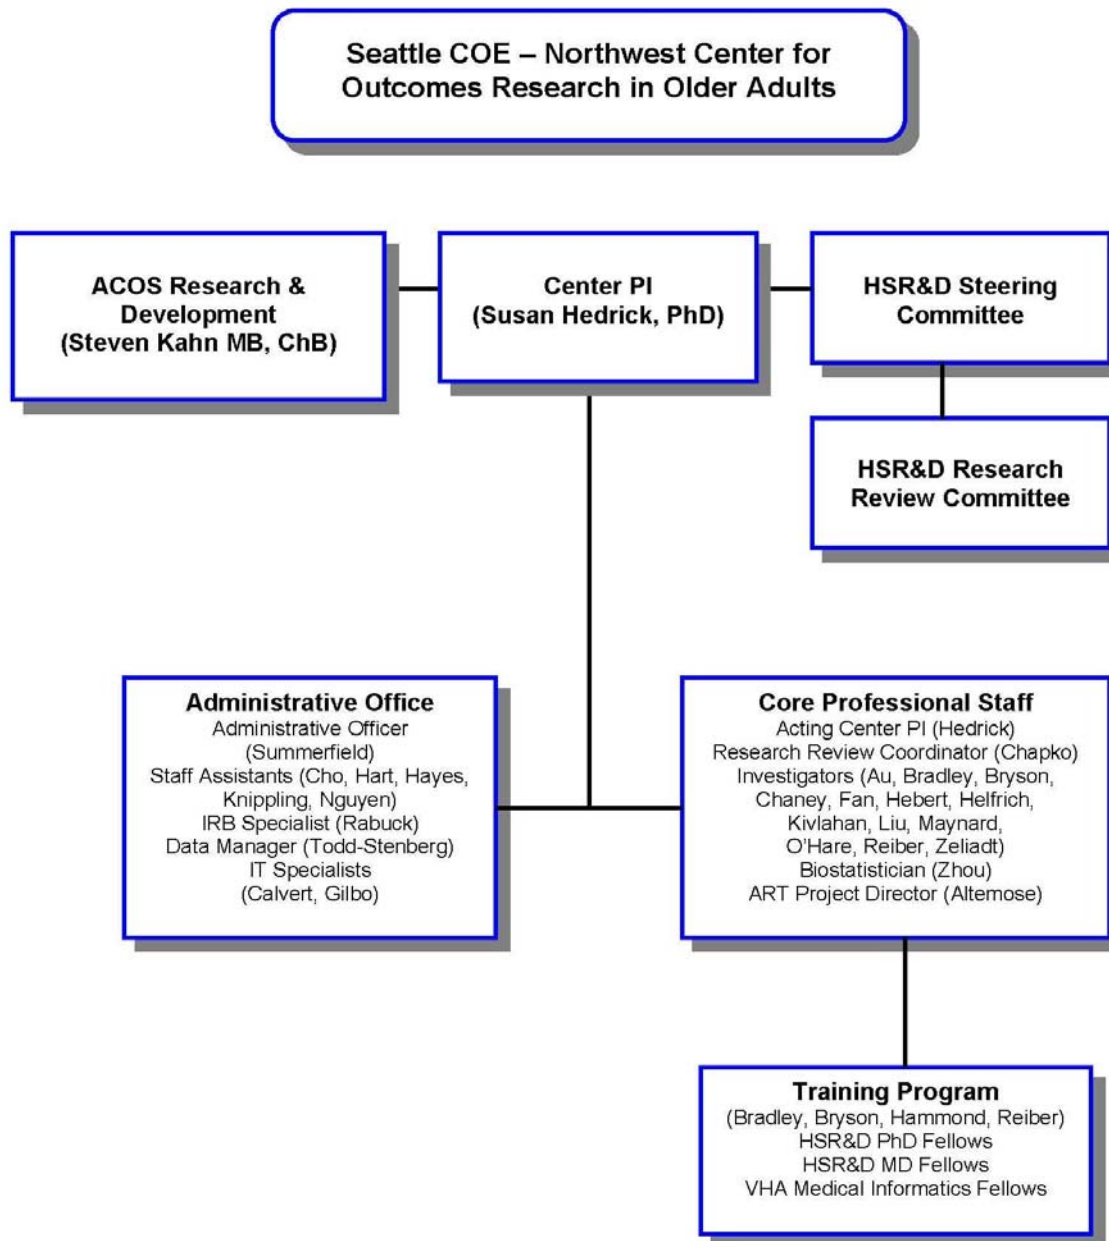 Seattle COE – Northwest Center for
Outcomes Research in Older Adults
ACOS Research &
Development
(Steven Kahn MB, ChB)
Center PI
(Susan Hedrick, PhD)
HSR&D Steering
Committee
HSR&D Research
Review Committee
Administrative Office
Administrative Officer
(Summerfield)
Staff Assistants (Cho, Hart, Hayes,
Knippling, Nguyen)
IRB Specialist (Rabuck)
Data Manager (Todd-Stenberg)
IT Specialists
(Calvert, Gilbo)
Core Professional Staff
Acting Center PI (Hedrick)
Research Review Coordinator (Chapko)
Investigators (Au, Bradley, Bryson,
Chaney, Fan, Hebert, Helfrich,
Kivlahan, Liu, Maynard,
O'Hare, Reiber, Zeliadt)
Biostatistician (Zhou)
ART Project Director (Altemose)
Training Program
(Bradley, Bryson, Hammond, Reiber)
HSR&D PhD Fellows
HSR&D MD Fellows
VHA Medical Informatics Fellows